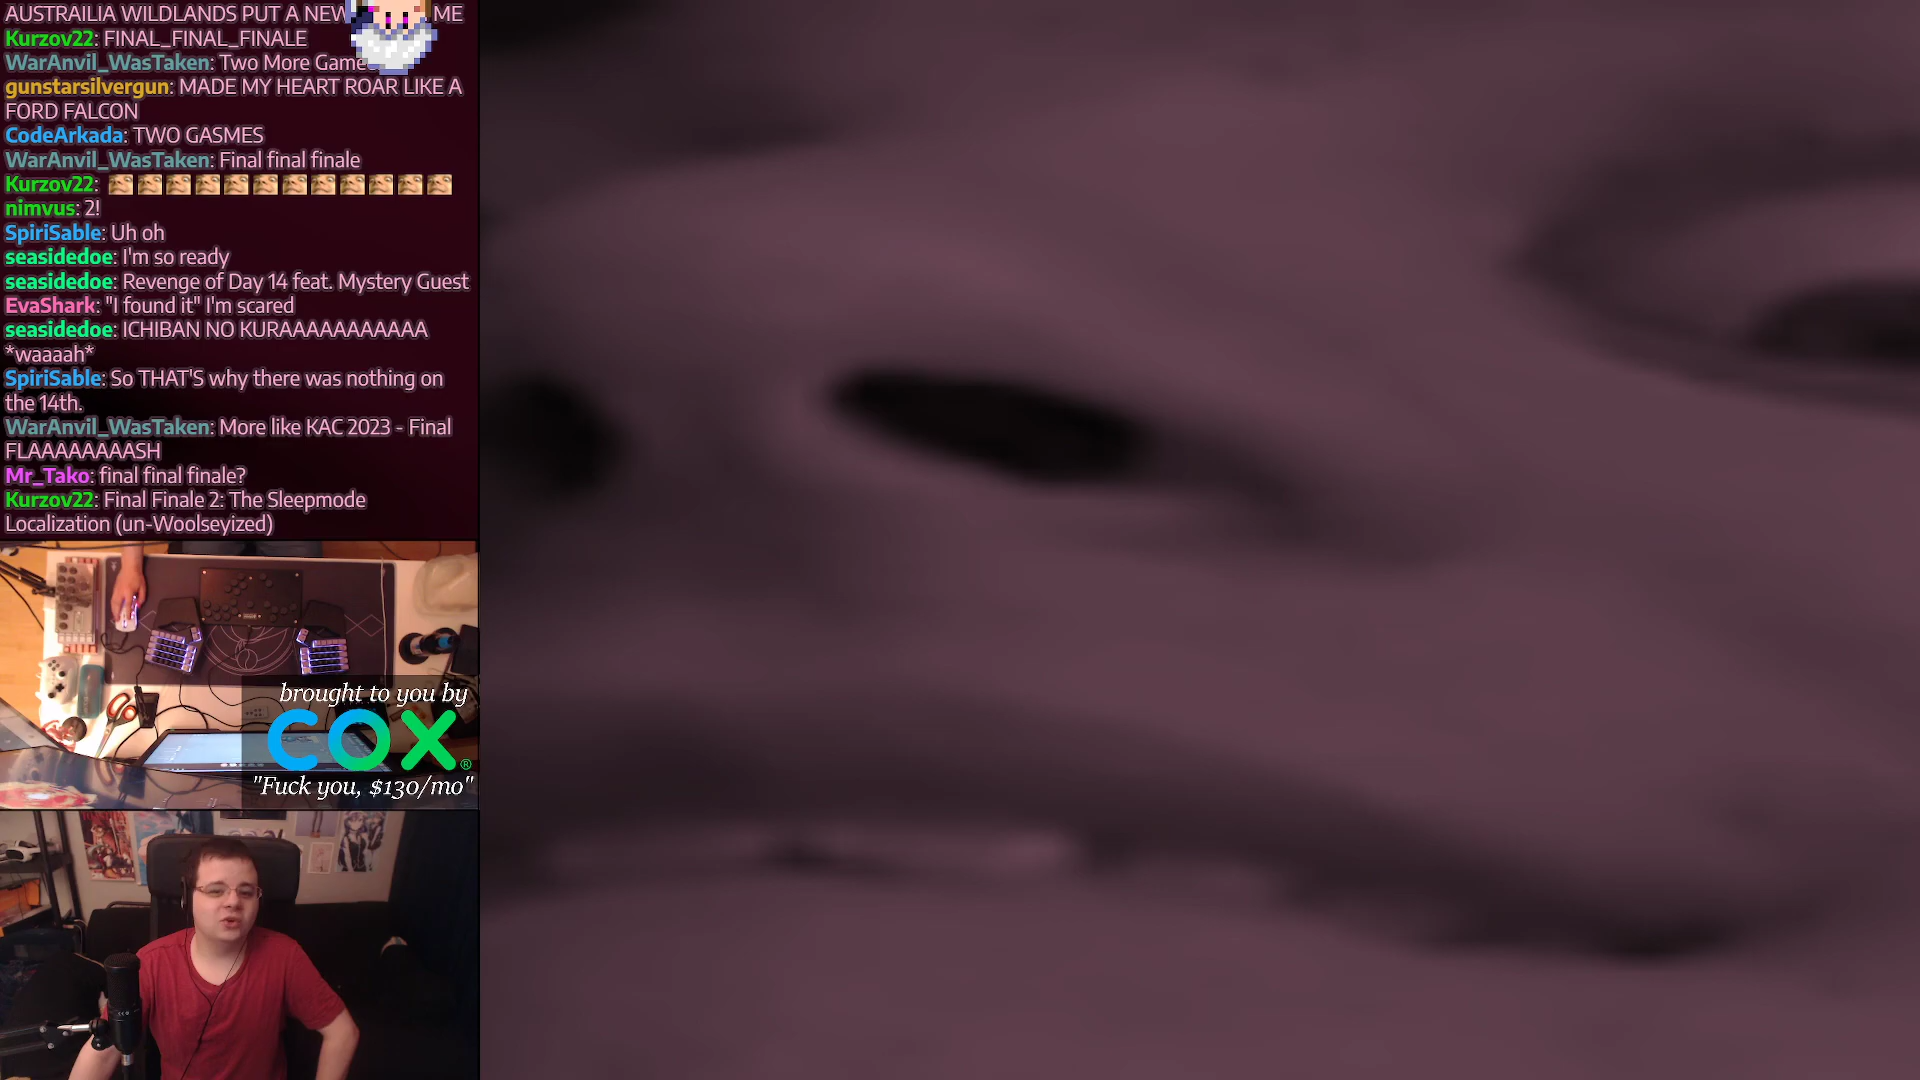 AUSTRAILIA WILDLANDS PUT A NEW ME
Kurzov22: FINAL_FINAL_FINALE
WarAnvil_WasTaken: Two More Game
gunstarsilvergun: MADE MY HEART ROAR LIKE A
FORD FALCON
CodeArkada: TWO GASMES
WarAnvil_WasTaken: Final final finale
Kurzov22:
nimvus: 2!
SpiriSable: Uh oh
seasidedoe: I'm so ready
seasidedoe: Revenge of Day 14 feat. Mystery Guest
EvaShark: "I found it" I'm scared
seasidedoe: ICHIBAN NO KURAAAAAAAAAAA
*waaaah*
SpiriSable: So THAT'S why there was nothing on
the 14th.
WarAnvil_WasTaken: More like KAC 2023 - Final
FLAAAAAAAASH
Mr_Tako: final final finale?
Kurzov22: Final Finale 2: The Sleepmode
Localization (un-Woolseyized)
brought to you by
COX®
"Fuck you, $130/mo"